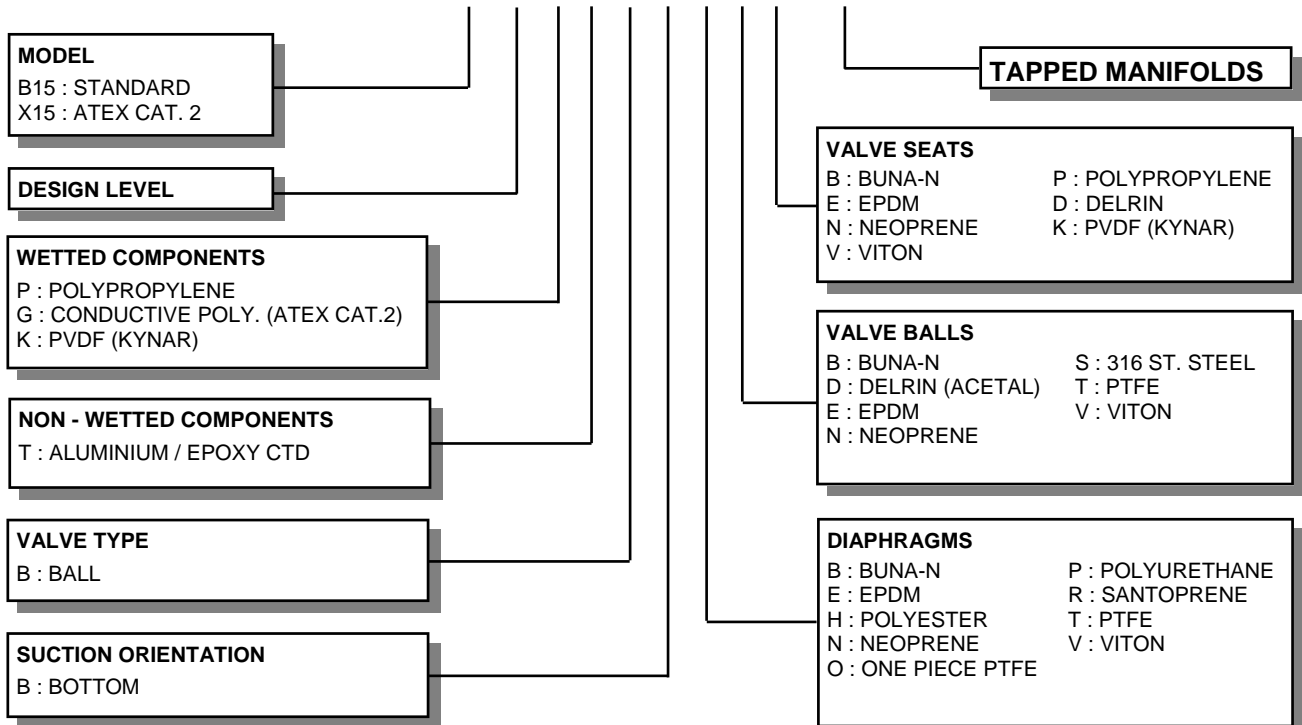 MODEL
B15 : STANDARD
X15 : ATEX CAT. 2
DESIGN LEVEL
WETTED COMPONENTS
P : POLYPROPYLENE
G : CONDUCTIVE POLY. (ATEX CAT.2)
K : PVDF (KYNAR)
NON - WETTED COMPONENTS
T : ALUMINIUM / EPOXY CTD
VALVE TYPE
B : BALL
SUCTION ORIENTATION
B : BOTTOM
TAPPED MANIFOLDS
VALVE SEATS
B : BUNA-N P : POLYPROPYLENE
E : EPDM D : DELRIN
N : NEOPRENE K : PVDF (KYNAR)
V : VITON
VALVE BALLS
B : BUNA-N S : 316 ST. STEEL
D : DELRIN (ACETAL) T : PTFE
E : EPDM V : VITON
N : NEOPRENE
DIAPHRAGMS
B : BUNA-N P : POLYURETHANE
E : EPDM R : SANTOPRENE
H : POLYESTER T : PTFE
N : NEOPRENE V : VITON
O : ONE PIECE PTFE